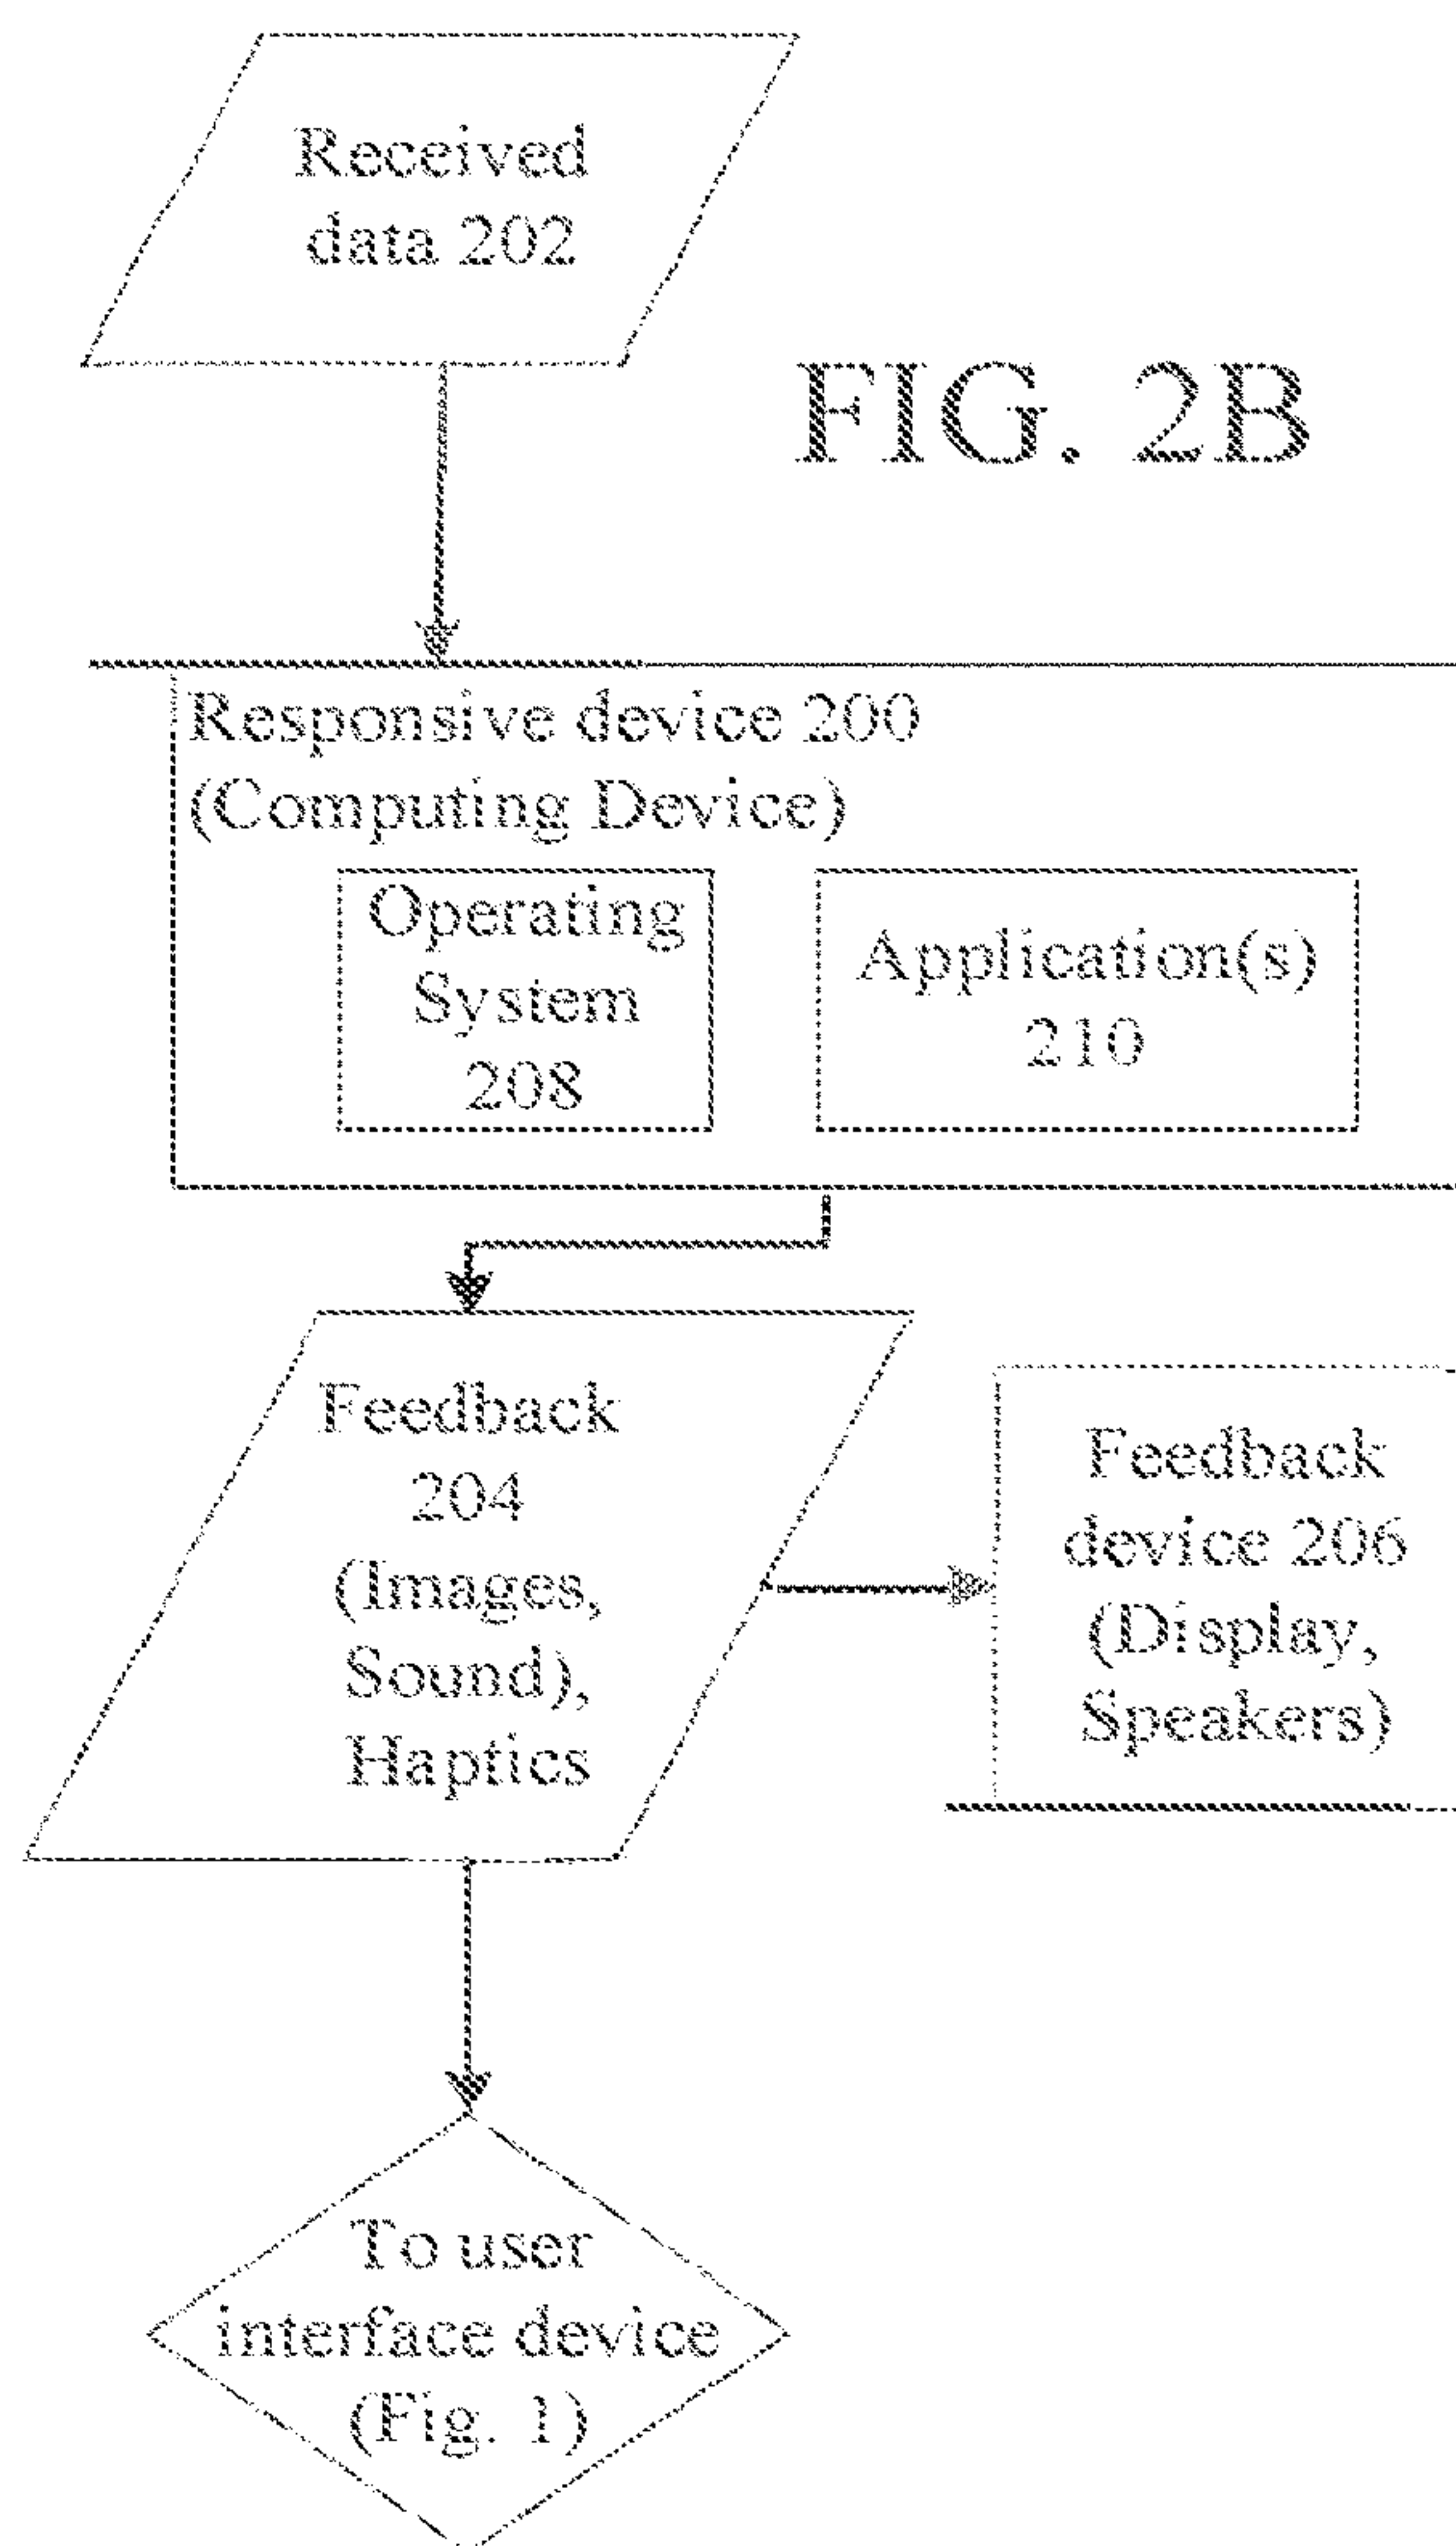 Received
data 202
FIG. 2B
Responsive device 200
(Computing Device)
Operating
System
208
Application(s)
210
Feedback
204
(Images,
Sound),
Haptics
Feedback
device 206
(Display,
Speakers)
To user
interface device
(Fig. 1)